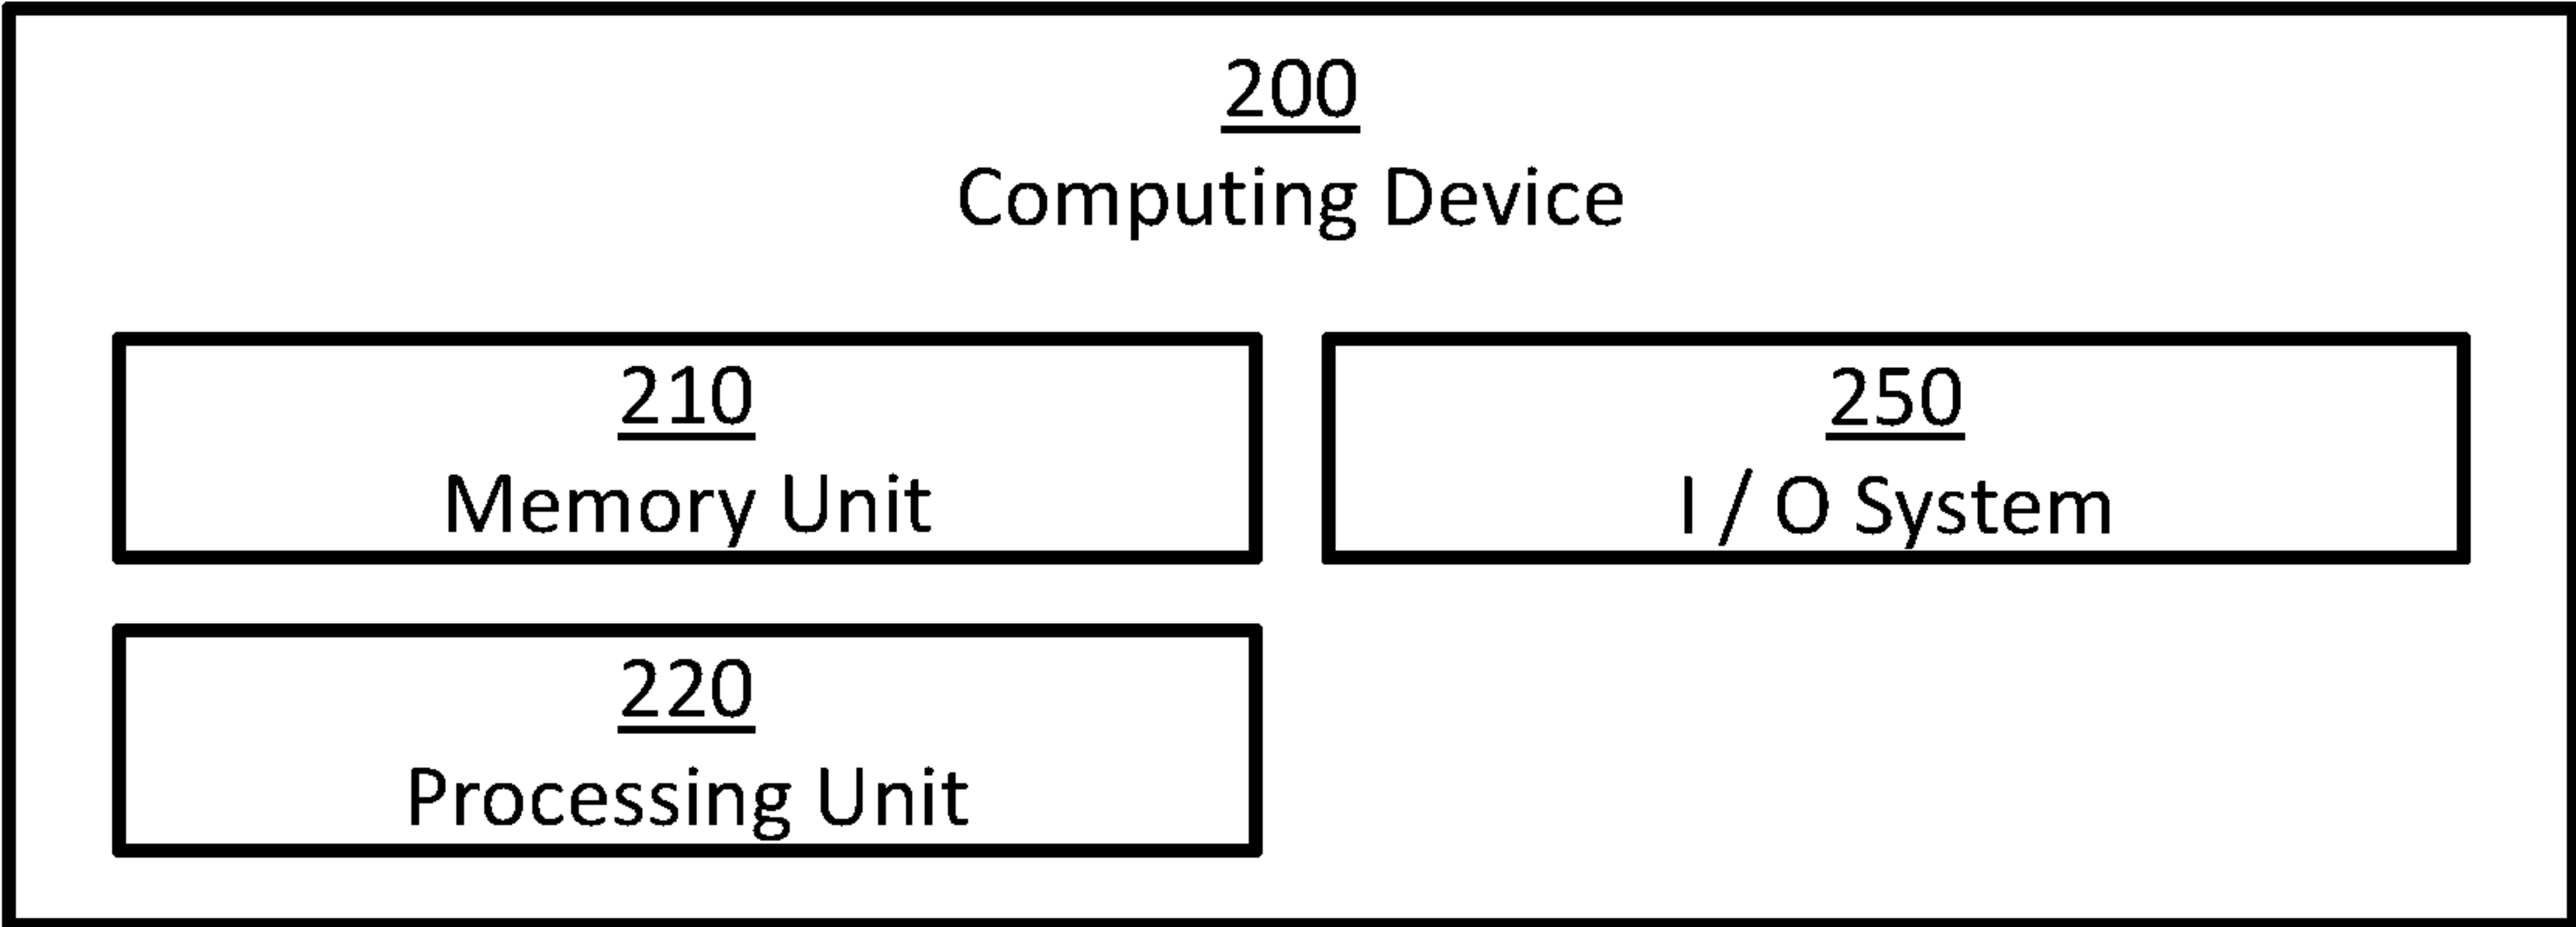 200
Computing Device
210
Memory Unit
250
I / O System
220
Processing Unit